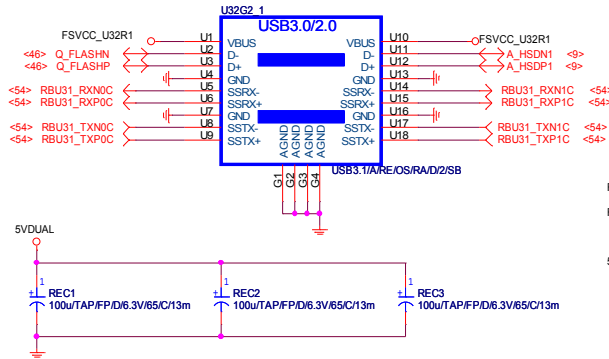 U32G2_1
USB3.0/2.0
FSVCC_U32R1 U1 VBUS VBUS U10 FSVCC_U32R1
<46> Q_FLASHN U2 D- D- U11 A_HSDN1 <9>
<46> Q_FLASHP U3 D+ D+ U12 A_HSDP1 <9>
U4 GND GND U13
<54> RBU31_RXN0C U5 SSRX- SSRX- U14 RBU31_RXN1C <54>
<54> RBU31_RXP0C U6 SSRX+ SSRX+ U15 RBU31_RXP1C <54>
U7 GND GND U16
<54> RBU31_TXN0C U8 SSTX- SSTX- U17 RBU31_TXN1C <54>
<54> RBU31_TXP0C U9 SSTX+ SSTX+ U18 RBU31_TXP1C <54>
AGND AGND AGND AGND
USB3.1/A/RE/OS/RA/D/2/SB
G1 G2 G3 G4
5VDUAL
1 1 1
+ REC1 + REC2 + REC3
100u/TAP/FP/D/6.3V/65/C/13m 100u/TAP/FP/D/6.3V/65/C/13m 100u/TAP/FP/D/6.3V/65/C/13m